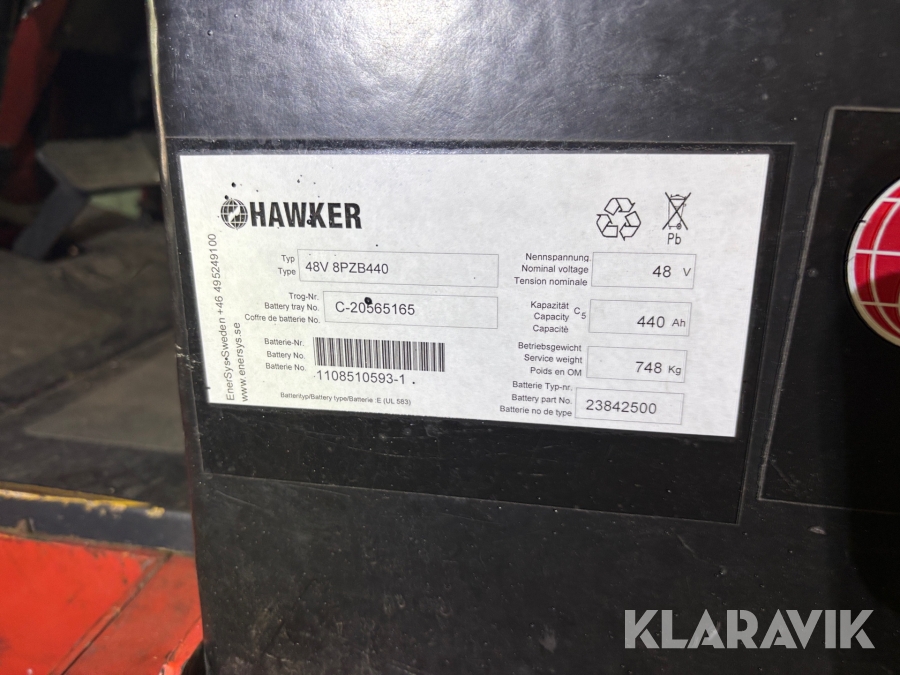 HAWKER
Pb
Typ
Type
48V 8PZB440
Trog-Nr.
Battery tray No.
Coffre de batterie No.
C-20565165
Batterie-Nr.
Battery No.
Batterie No.
1108510593-1
Batterityp/Battery type/Batterie :E (UL 583)
EnerSys Sweden +46 495249100
www.enersys.se
Nennspannung.
Nominal voltage
Tension nominale
48 V
Kapazität
Capacity C5
Capacité
440 Ah
Betriebsgewicht
Service weight
Poids en OM
748 Kg
Batterie Typ-nr.
Battery part No.
Batterie no de type
23842500
KLARAVIK